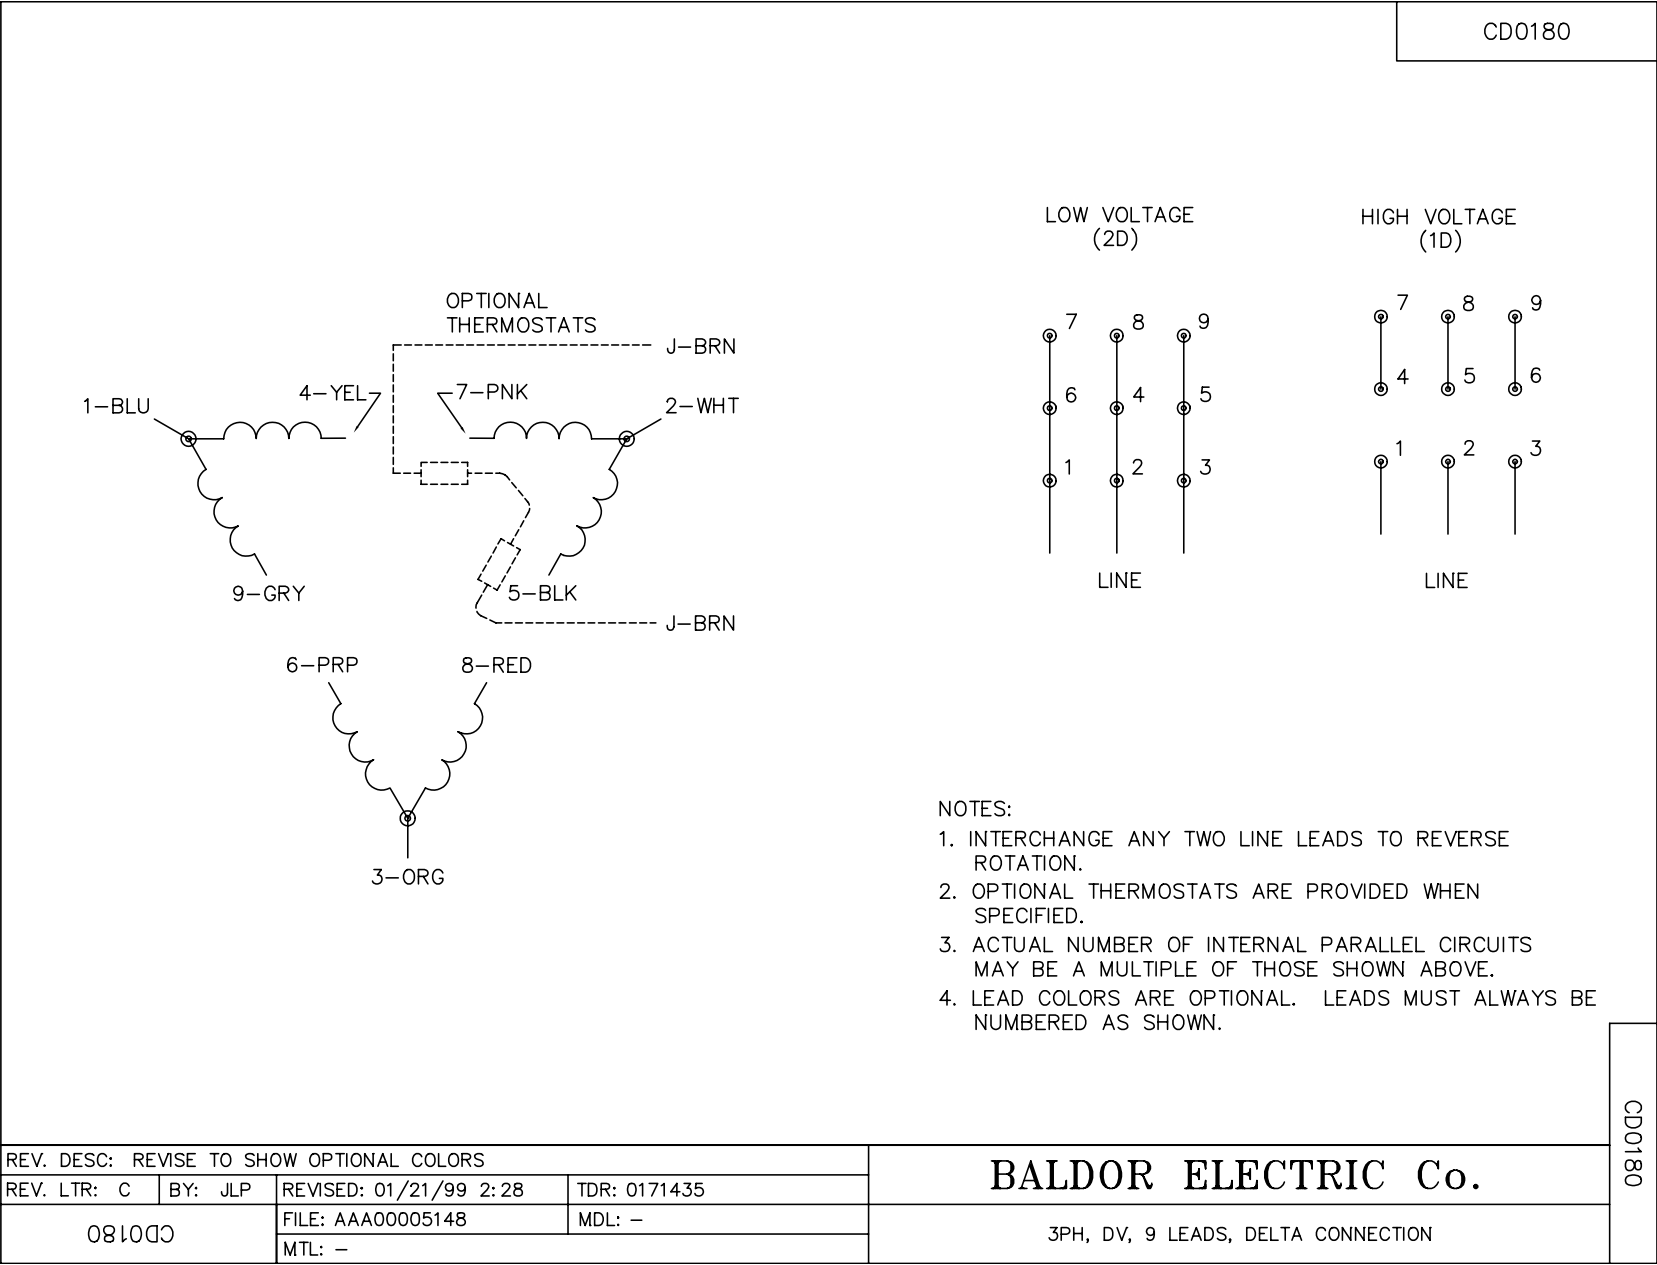 CD0180
LOW VOLTAGE
(2D)
HIGH VOLTAGE
(1D)
OPTIONAL
THERMOSTATS
J-BRN
4-YEL
7-PNK
1-BLU
2-WHT
9-GRY
5-BLK
J-BRN
6-PRP
8-RED
3-ORG
7 8 9
6 4 5
1 2 3
LINE
7 8 9
4 5 6
1 2 3
LINE
NOTES:
1. INTERCHANGE ANY TWO LINE LEADS TO REVERSE
ROTATION.
2. OPTIONAL THERMOSTATS ARE PROVIDED WHEN
SPECIFIED.
3. ACTUAL NUMBER OF INTERNAL PARALLEL CIRCUITS
MAY BE A MULTIPLE OF THOSE SHOWN ABOVE.
4. LEAD COLORS ARE OPTIONAL. LEADS MUST ALWAYS BE
NUMBERED AS SHOWN.
CD0180
REV. DESC: REVISE TO SHOW OPTIONAL COLORS
REV. LTR: C BY: JLP REVISED: 01/21/99 2:28 TDR: 0171435
CD0180
FILE: AAA00005148 MDL: -
MTL: -
BALDOR ELECTRIC Co.
3PH, DV, 9 LEADS, DELTA CONNECTION